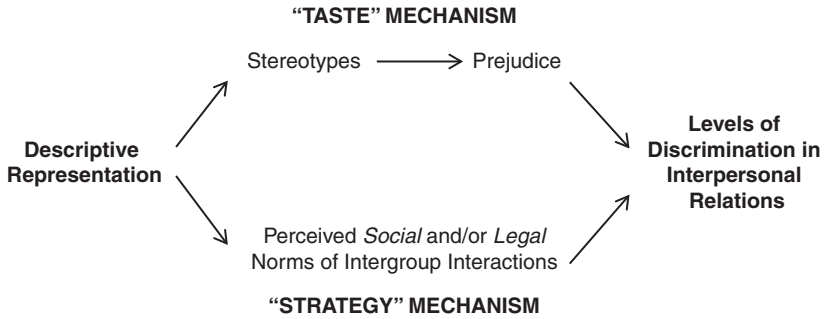 “TASTE” MECHANISM
Stereotypes
Prejudice
Descriptive
Representation
Levels of
Discrimination in
Interpersonal
Relations
Perceived Social and/or Legal
Norms of Intergroup Interactions
“STRATEGY” MECHANISM